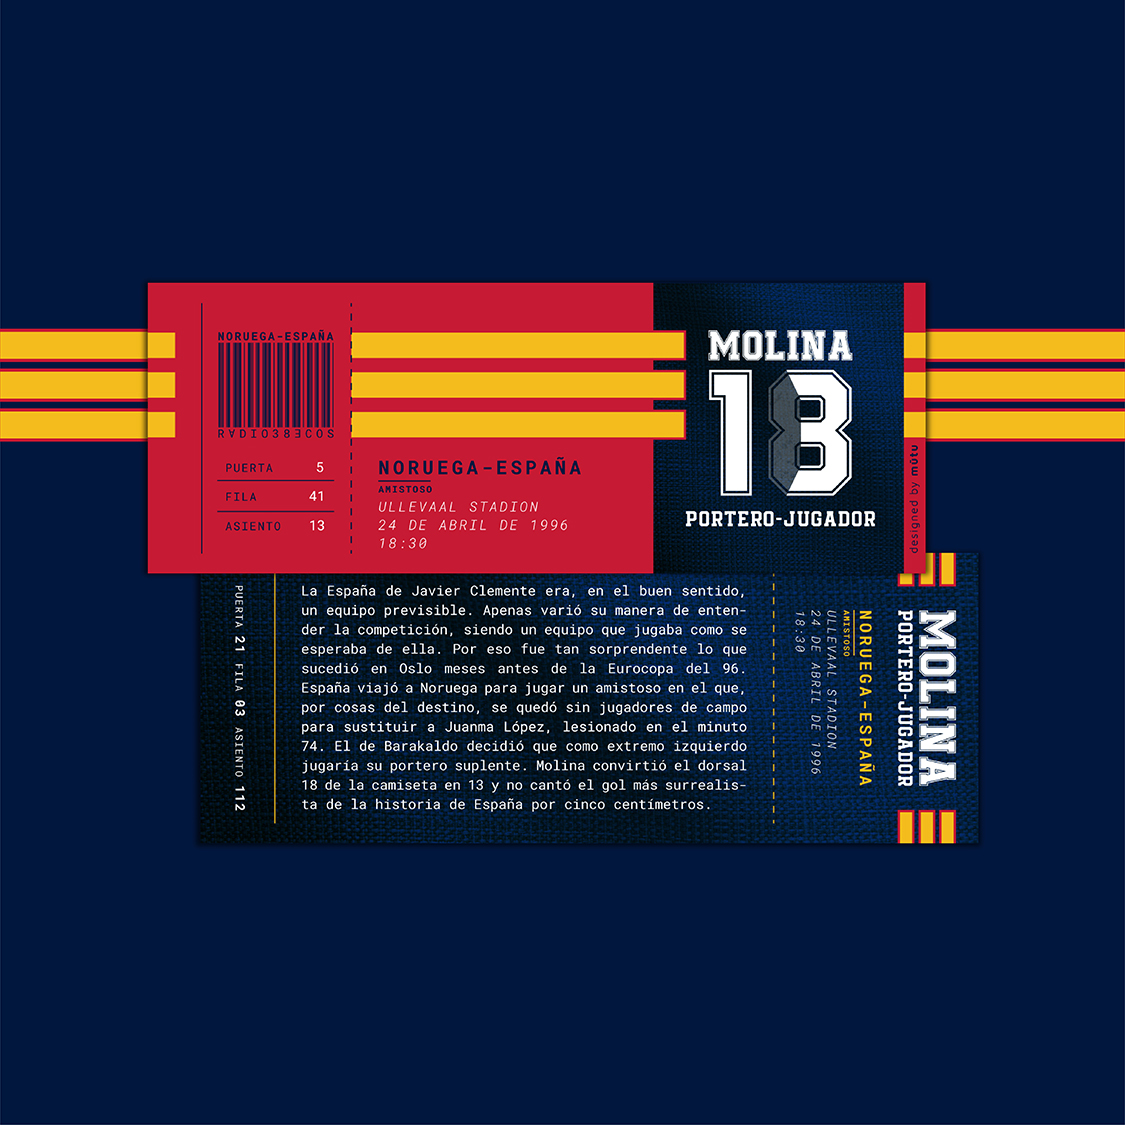 NORUEGA-ESPAÑA
RADIO38ECOS
PUERTA 5
FILA 41
ASIENTO 13
NORUEGA-ESPAÑA
AMISTOSO
ULLEVAAL STADION
24 DE ABRIL DE 1996
18:30
MOLINA
18
PORTERO-JUGADOR
designed by mütu
PUERTA 21 FILA 03 ASIENTO 112
La España de Javier Clemente era, en el buen sentido,
un equipo previsible. Apenas varió su manera de enten-
der la competición, siendo un equipo que jugaba como se
esperaba de ella. Por eso fue tan sorprendente lo que
sucedió en Oslo meses antes de la Eurocopa del 96.
España viajó a Noruega para jugar un amistoso en el que,
por cosas del destino, se quedó sin jugadores de campo
para sustituir a Juanma López, lesionado en el minuto
74. El de Barakaldo decidió que como extremo izquierdo
jugaría su portero suplente. Molina convirtió el dorsal
18 de la camiseta en 13 y no cantó el gol más surrealis-
ta de la historia de España por cinco centímetros.
NORUEGA-ESPAÑA
AMISTOSO
ULLEVAAL STADION
24 DE ABRIL DE 1996
18:30
MOLINA
PORTERO-JUGADOR